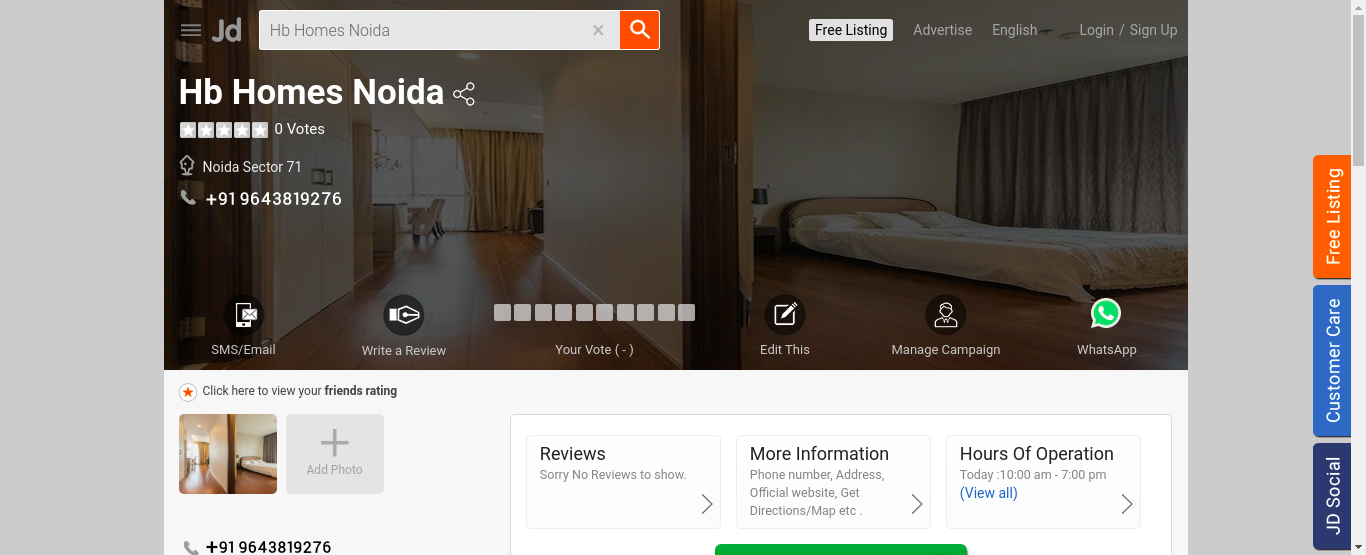 Jd
Hb Homes Noida
Free Listing
Advertise
English
Login / Sign Up
Hb Homes Noida
0 Votes
Noida Sector 71
+91 9643819276
SMS/Email
Write a Review
Your Vote ( - )
Edit This
Manage Campaign
WhatsApp
Click here to view your friends rating
Add Photo
Reviews
Sorry No Reviews to show.
More Information
Phone number, Address,
Official website, Get
Directions/Map etc .
Hours Of Operation
Today :10:00 am - 7:00 pm
(View all)
+91 9643819276
Free Listing
Customer Care
JD Social